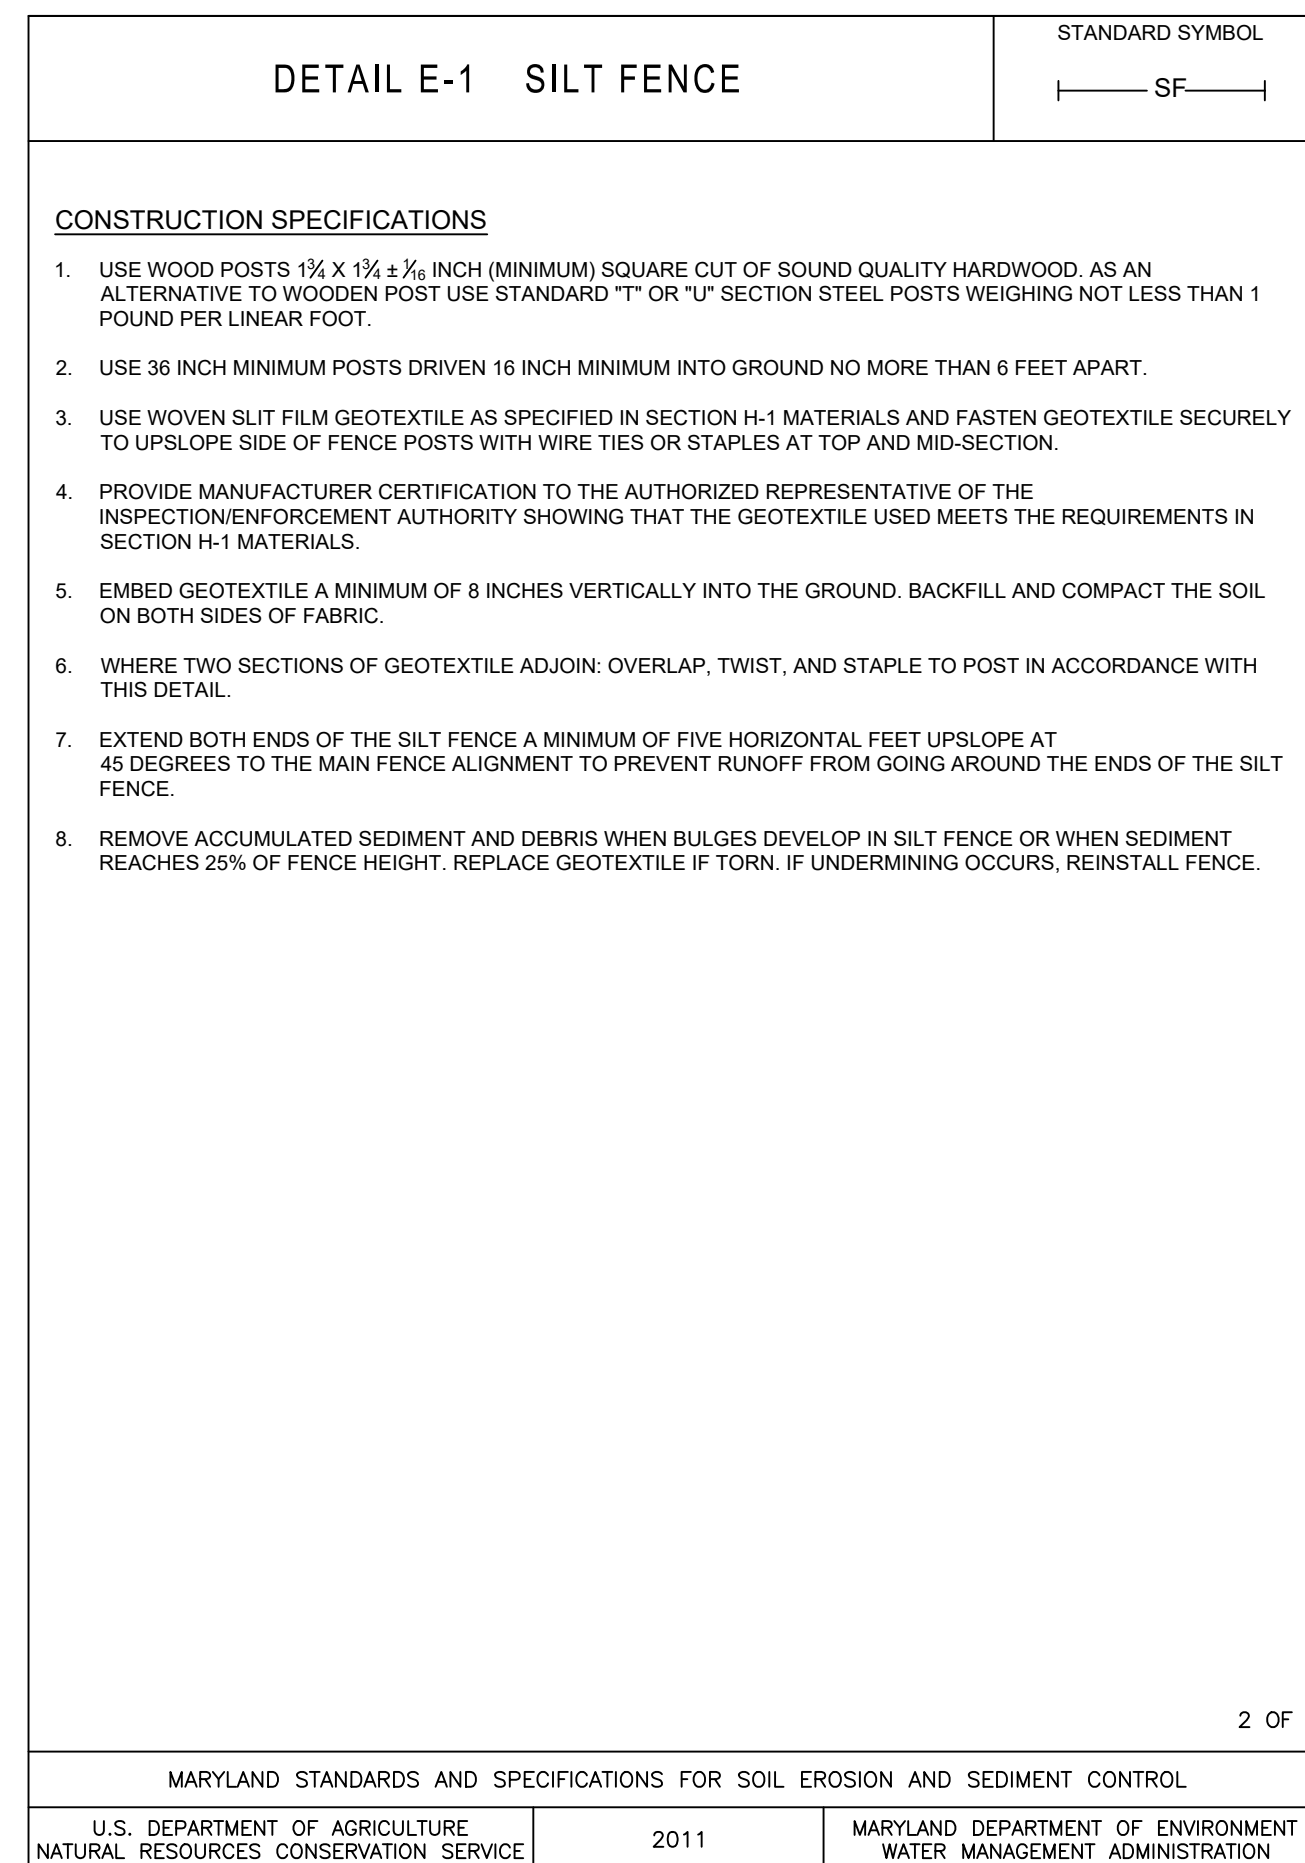 DETAIL E-1 SILT FENCE
STANDARD SYMBOL
SF
CONSTRUCTION SPECIFICATIONS
1. USE WOOD POSTS 1¾ X 1¾ ± 1⁄16 INCH (MINIMUM) SQUARE CUT OF SOUND QUALITY HARDWOOD. AS AN
ALTERNATIVE TO WOODEN POST USE STANDARD "T" OR "U" SECTION STEEL POSTS WEIGHING NOT LESS THAN 1
POUND PER LINEAR FOOT.
2. USE 36 INCH MINIMUM POSTS DRIVEN 16 INCH MINIMUM INTO GROUND NO MORE THAN 6 FEET APART.
3. USE WOVEN SLIT FILM GEOTEXTILE AS SPECIFIED IN SECTION H-1 MATERIALS AND FASTEN GEOTEXTILE SECURELY
TO UPSLOPE SIDE OF FENCE POSTS WITH WIRE TIES OR STAPLES AT TOP AND MID-SECTION.
4. PROVIDE MANUFACTURER CERTIFICATION TO THE AUTHORIZED REPRESENTATIVE OF THE
INSPECTION/ENFORCEMENT AUTHORITY SHOWING THAT THE GEOTEXTILE USED MEETS THE REQUIREMENTS IN
SECTION H-1 MATERIALS.
5. EMBED GEOTEXTILE A MINIMUM OF 8 INCHES VERTICALLY INTO THE GROUND. BACKFILL AND COMPACT THE SOIL
ON BOTH SIDES OF FABRIC.
6. WHERE TWO SECTIONS OF GEOTEXTILE ADJOIN: OVERLAP, TWIST, AND STAPLE TO POST IN ACCORDANCE WITH
THIS DETAIL.
7. EXTEND BOTH ENDS OF THE SILT FENCE A MINIMUM OF FIVE HORIZONTAL FEET UPSLOPE AT
45 DEGREES TO THE MAIN FENCE ALIGNMENT TO PREVENT RUNOFF FROM GOING AROUND THE ENDS OF THE SILT
FENCE.
8. REMOVE ACCUMULATED SEDIMENT AND DEBRIS WHEN BULGES DEVELOP IN SILT FENCE OR WHEN SEDIMENT
REACHES 25% OF FENCE HEIGHT. REPLACE GEOTEXTILE IF TORN. IF UNDERMINING OCCURS, REINSTALL FENCE.
2 OF
MARYLAND STANDARDS AND SPECIFICATIONS FOR SOIL EROSION AND SEDIMENT CONTROL
U.S. DEPARTMENT OF AGRICULTURE
NATURAL RESOURCES CONSERVATION SERVICE
2011
MARYLAND DEPARTMENT OF ENVIRONMENT
WATER MANAGEMENT ADMINISTRATION